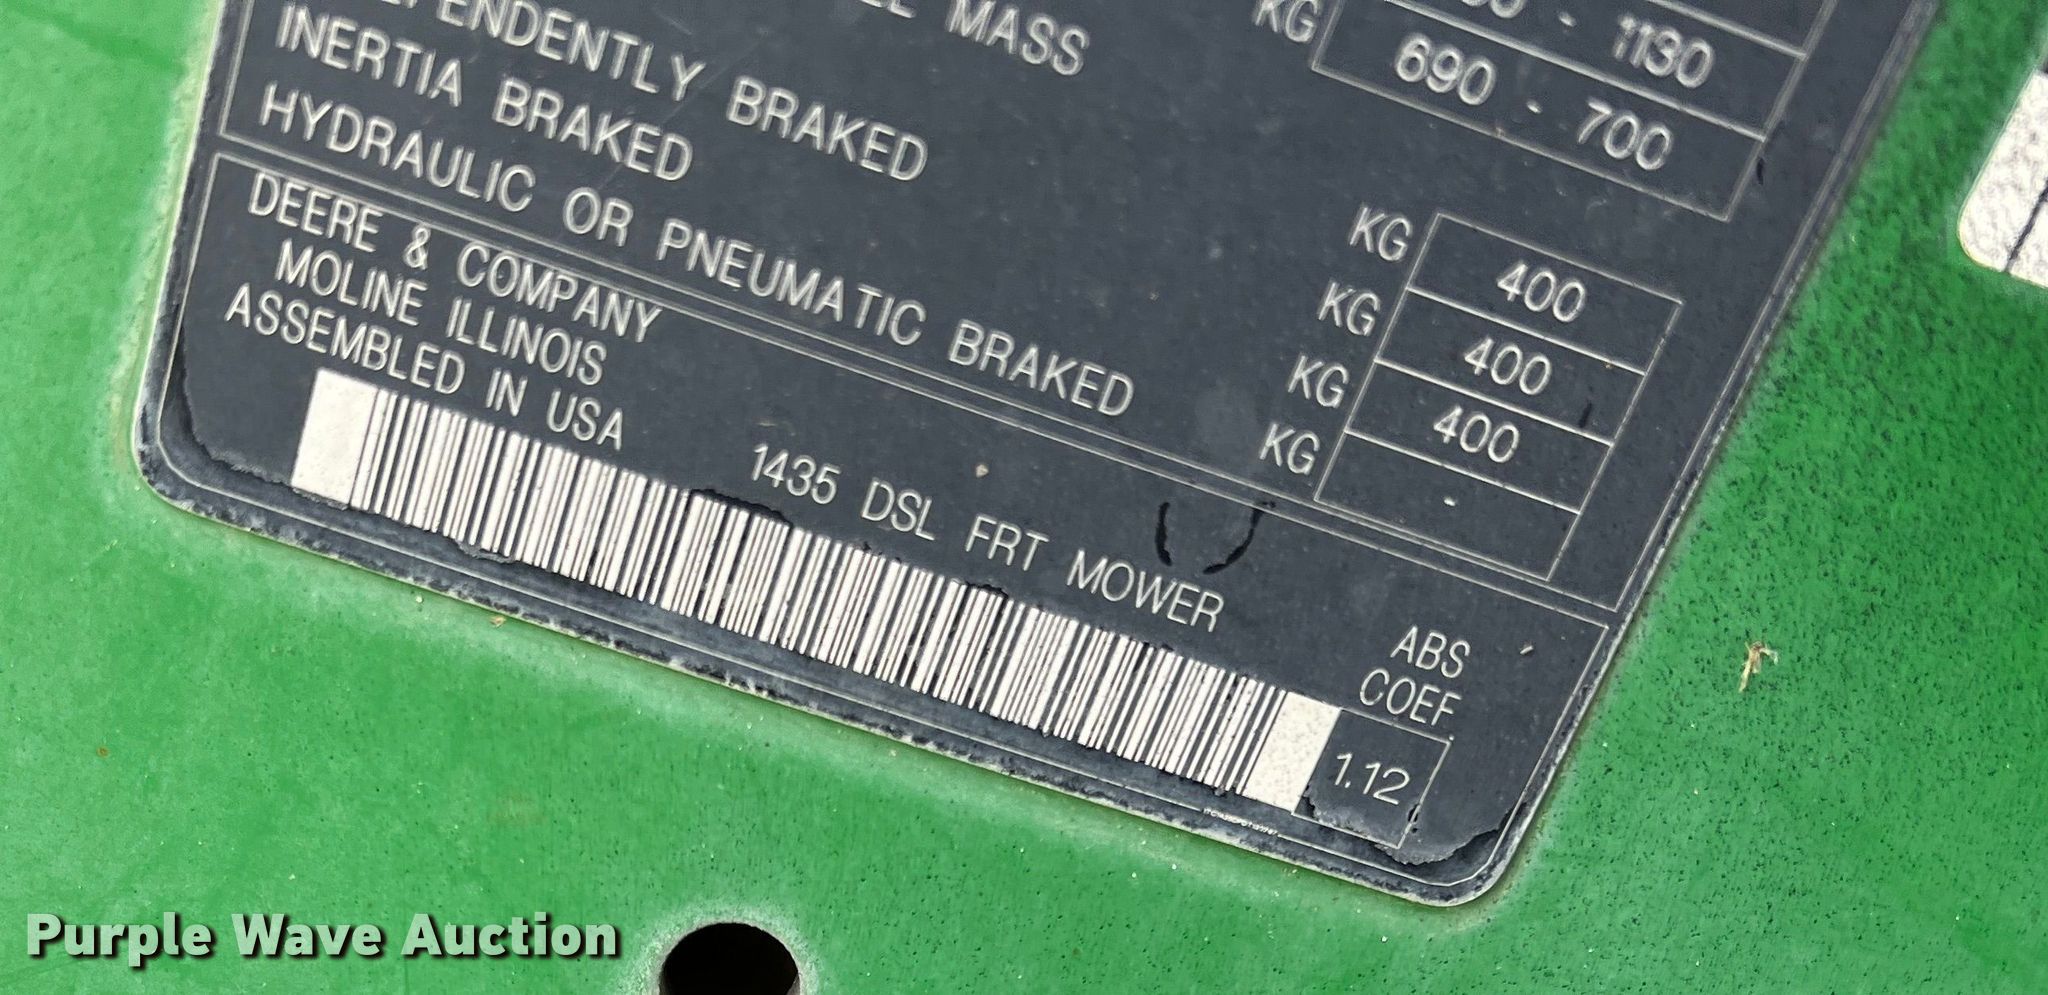 MASS
KG
- 1130
690 - 700
BRAKED
INERTIA BRAKED
HYDRAULIC OR PNEUMATIC BRAKED
KG 400
KG 400
KG 400
KG -
DEERE & COMPANY
MOLINE ILLINOIS
ASSEMBLED IN USA
1435 DSL FRT MOWER
ABS
COEF.
1.12
Purple Wave Auction